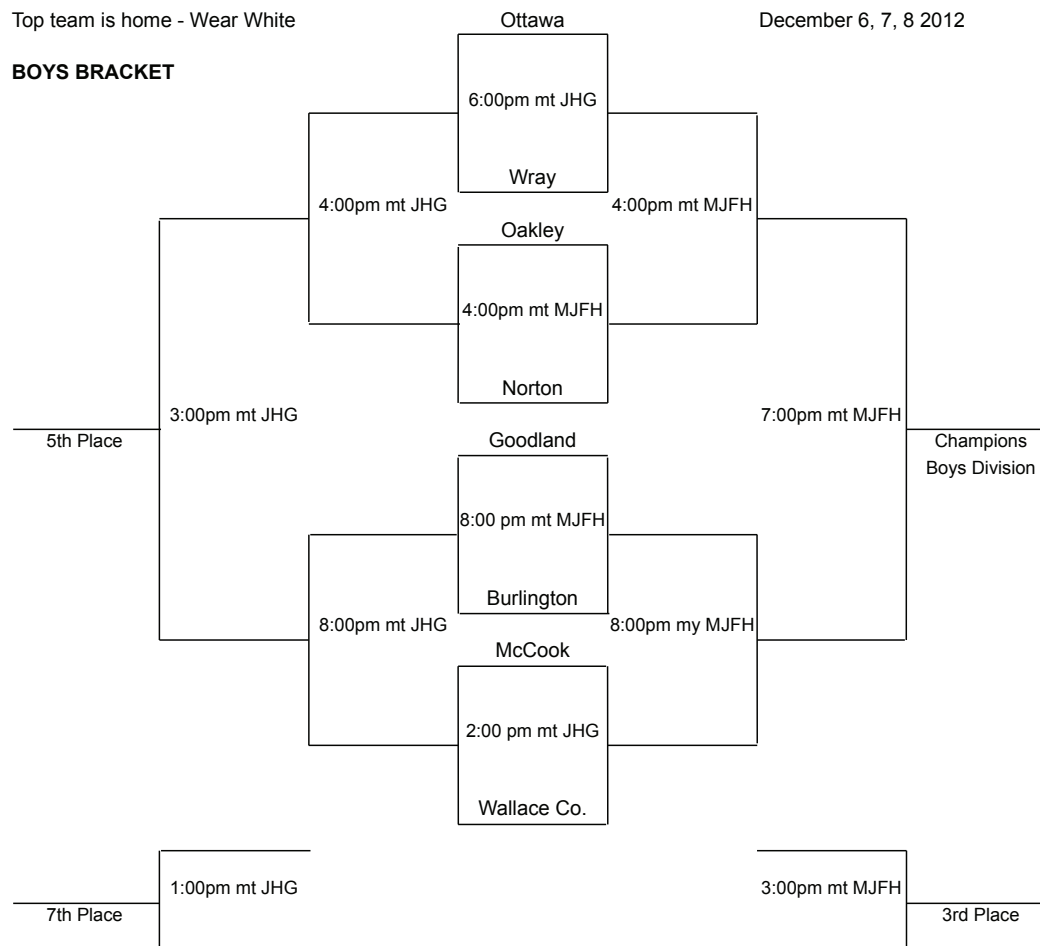 Top team is home - Wear White
Ottawa
December 6, 7, 8 2012
BOYS BRACKET
6:00pm mt JHG
Wray
4:00pm mt JHG
4:00pm mt MJFH
Oakley
4:00pm mt MJFH
Norton
3:00pm mt JHG
7:00pm mt MJFH
5th Place
Goodland
Champions
Boys Division
8:00 pm mt MJFH
Burlington
8:00pm mt JHG
8:00pm my MJFH
McCook
2:00 pm mt JHG
Wallace Co.
1:00pm mt JHG
3:00pm mt MJFH
7th Place
3rd Place